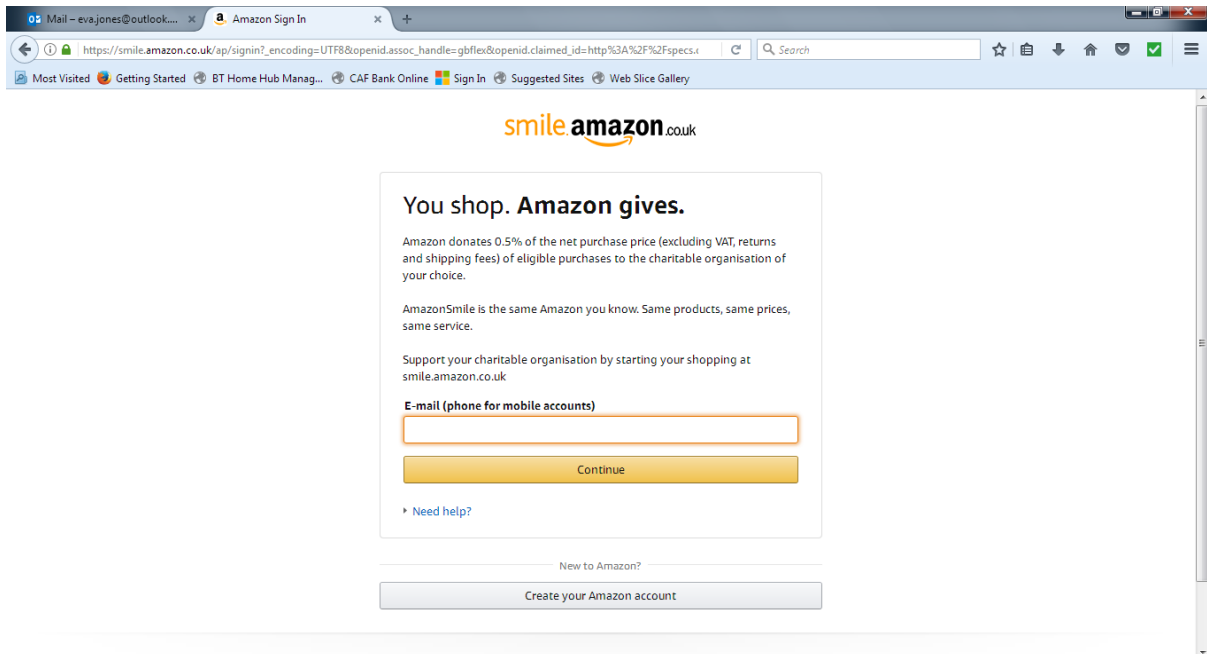 Mail – eva.jones@outlook....
Amazon Sign In
https://smile.amazon.co.uk/ap/signin?_encoding=UTF8&openid.assoc_handle=gbflex&openid.claimed_id=http%3A%2F%2Fspecs.
Search
Most Visited Getting Started BT Home Hub Manag... CAF Bank Online Sign In Suggested Sites Web Slice Gallery
smile.amazon.co.uk
You shop. Amazon gives.
Amazon donates 0.5% of the net purchase price (excluding VAT, returns
and shipping fees) of eligible purchases to the charitable organisation of
your choice.
AmazonSmile is the same Amazon you know. Same products, same prices,
same service.
Support your charitable organisation by starting your shopping at
smile.amazon.co.uk
E-mail (phone for mobile accounts)
Continue
Need help?
New to Amazon?
Create your Amazon account